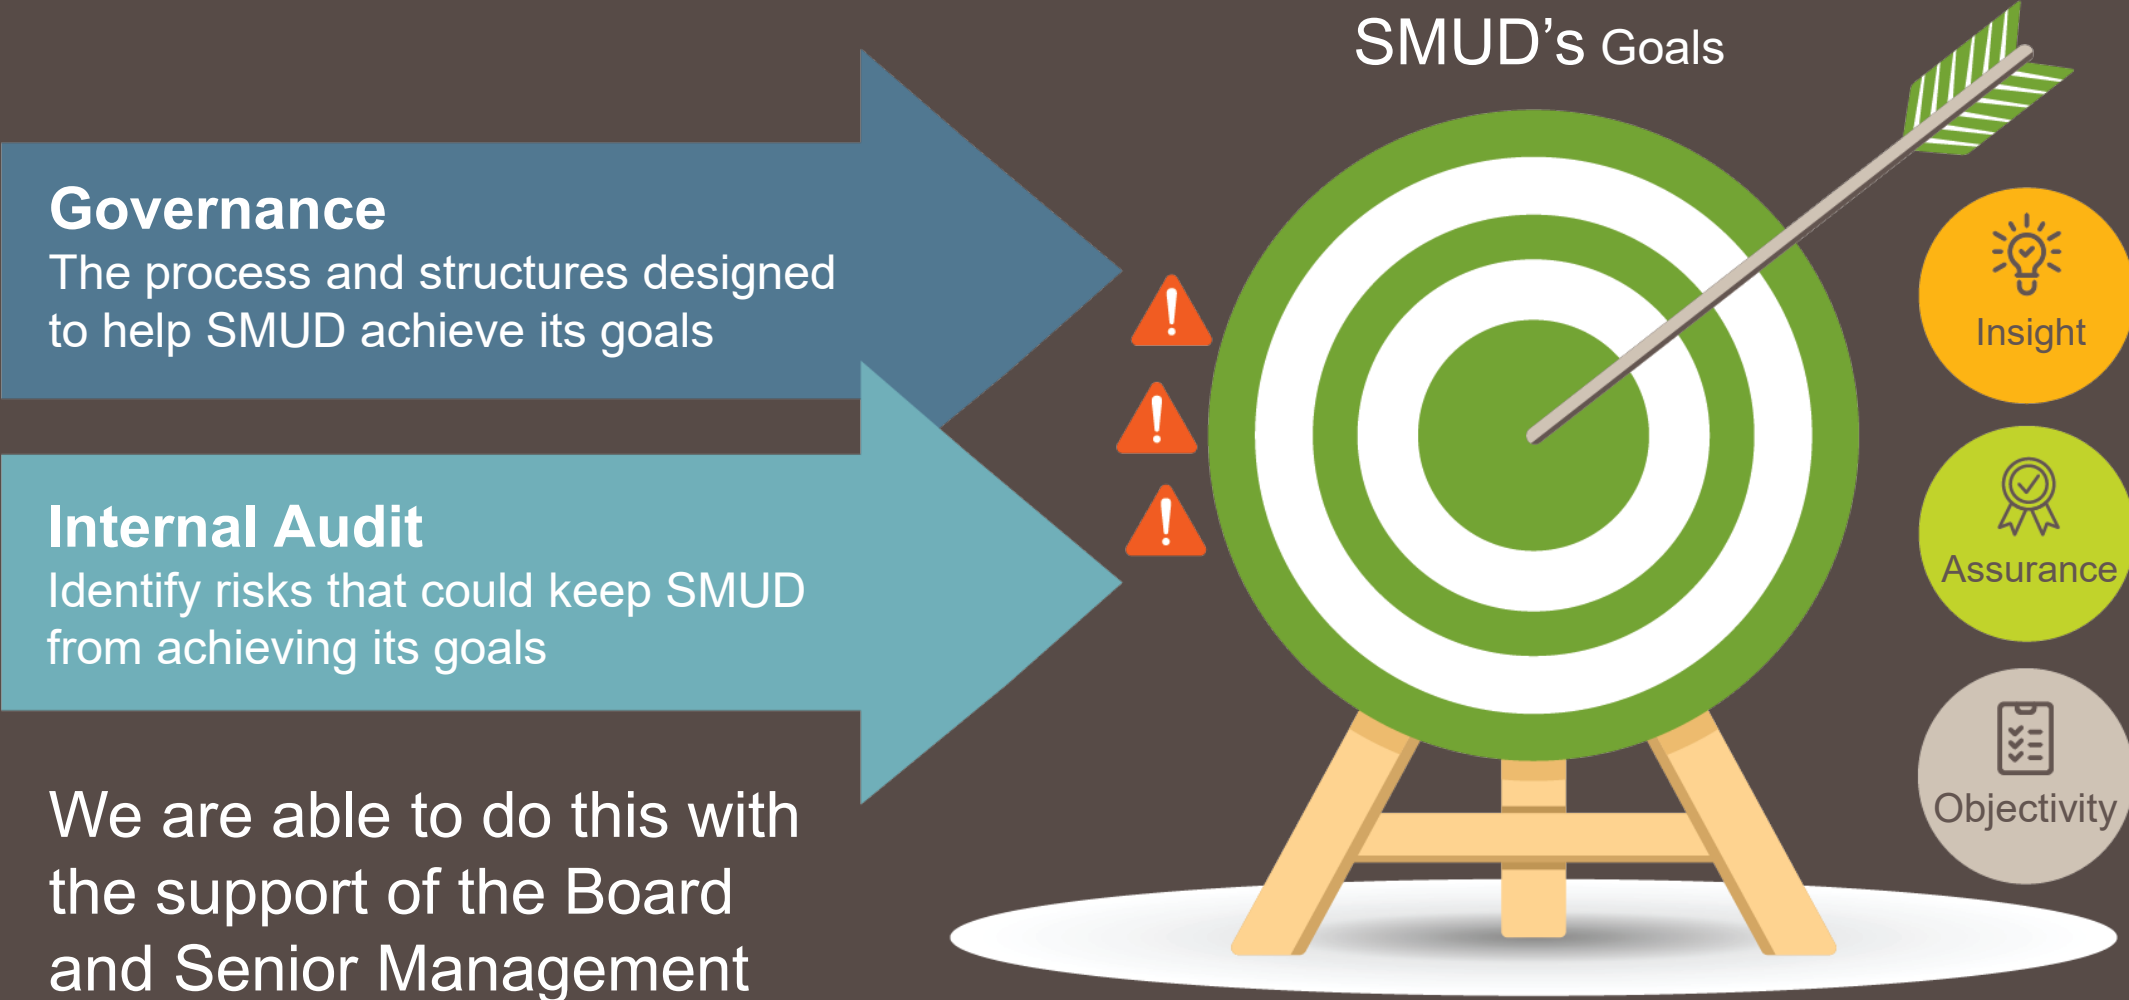 SMUD’s Goals
Governance
The process and structures designed
to help SMUD achieve its goals
Internal Audit
Identify risks that could keep SMUD
from achieving its goals
We are able to do this with
the support of the Board
and Senior Management
Insight
Assurance
Objectivity